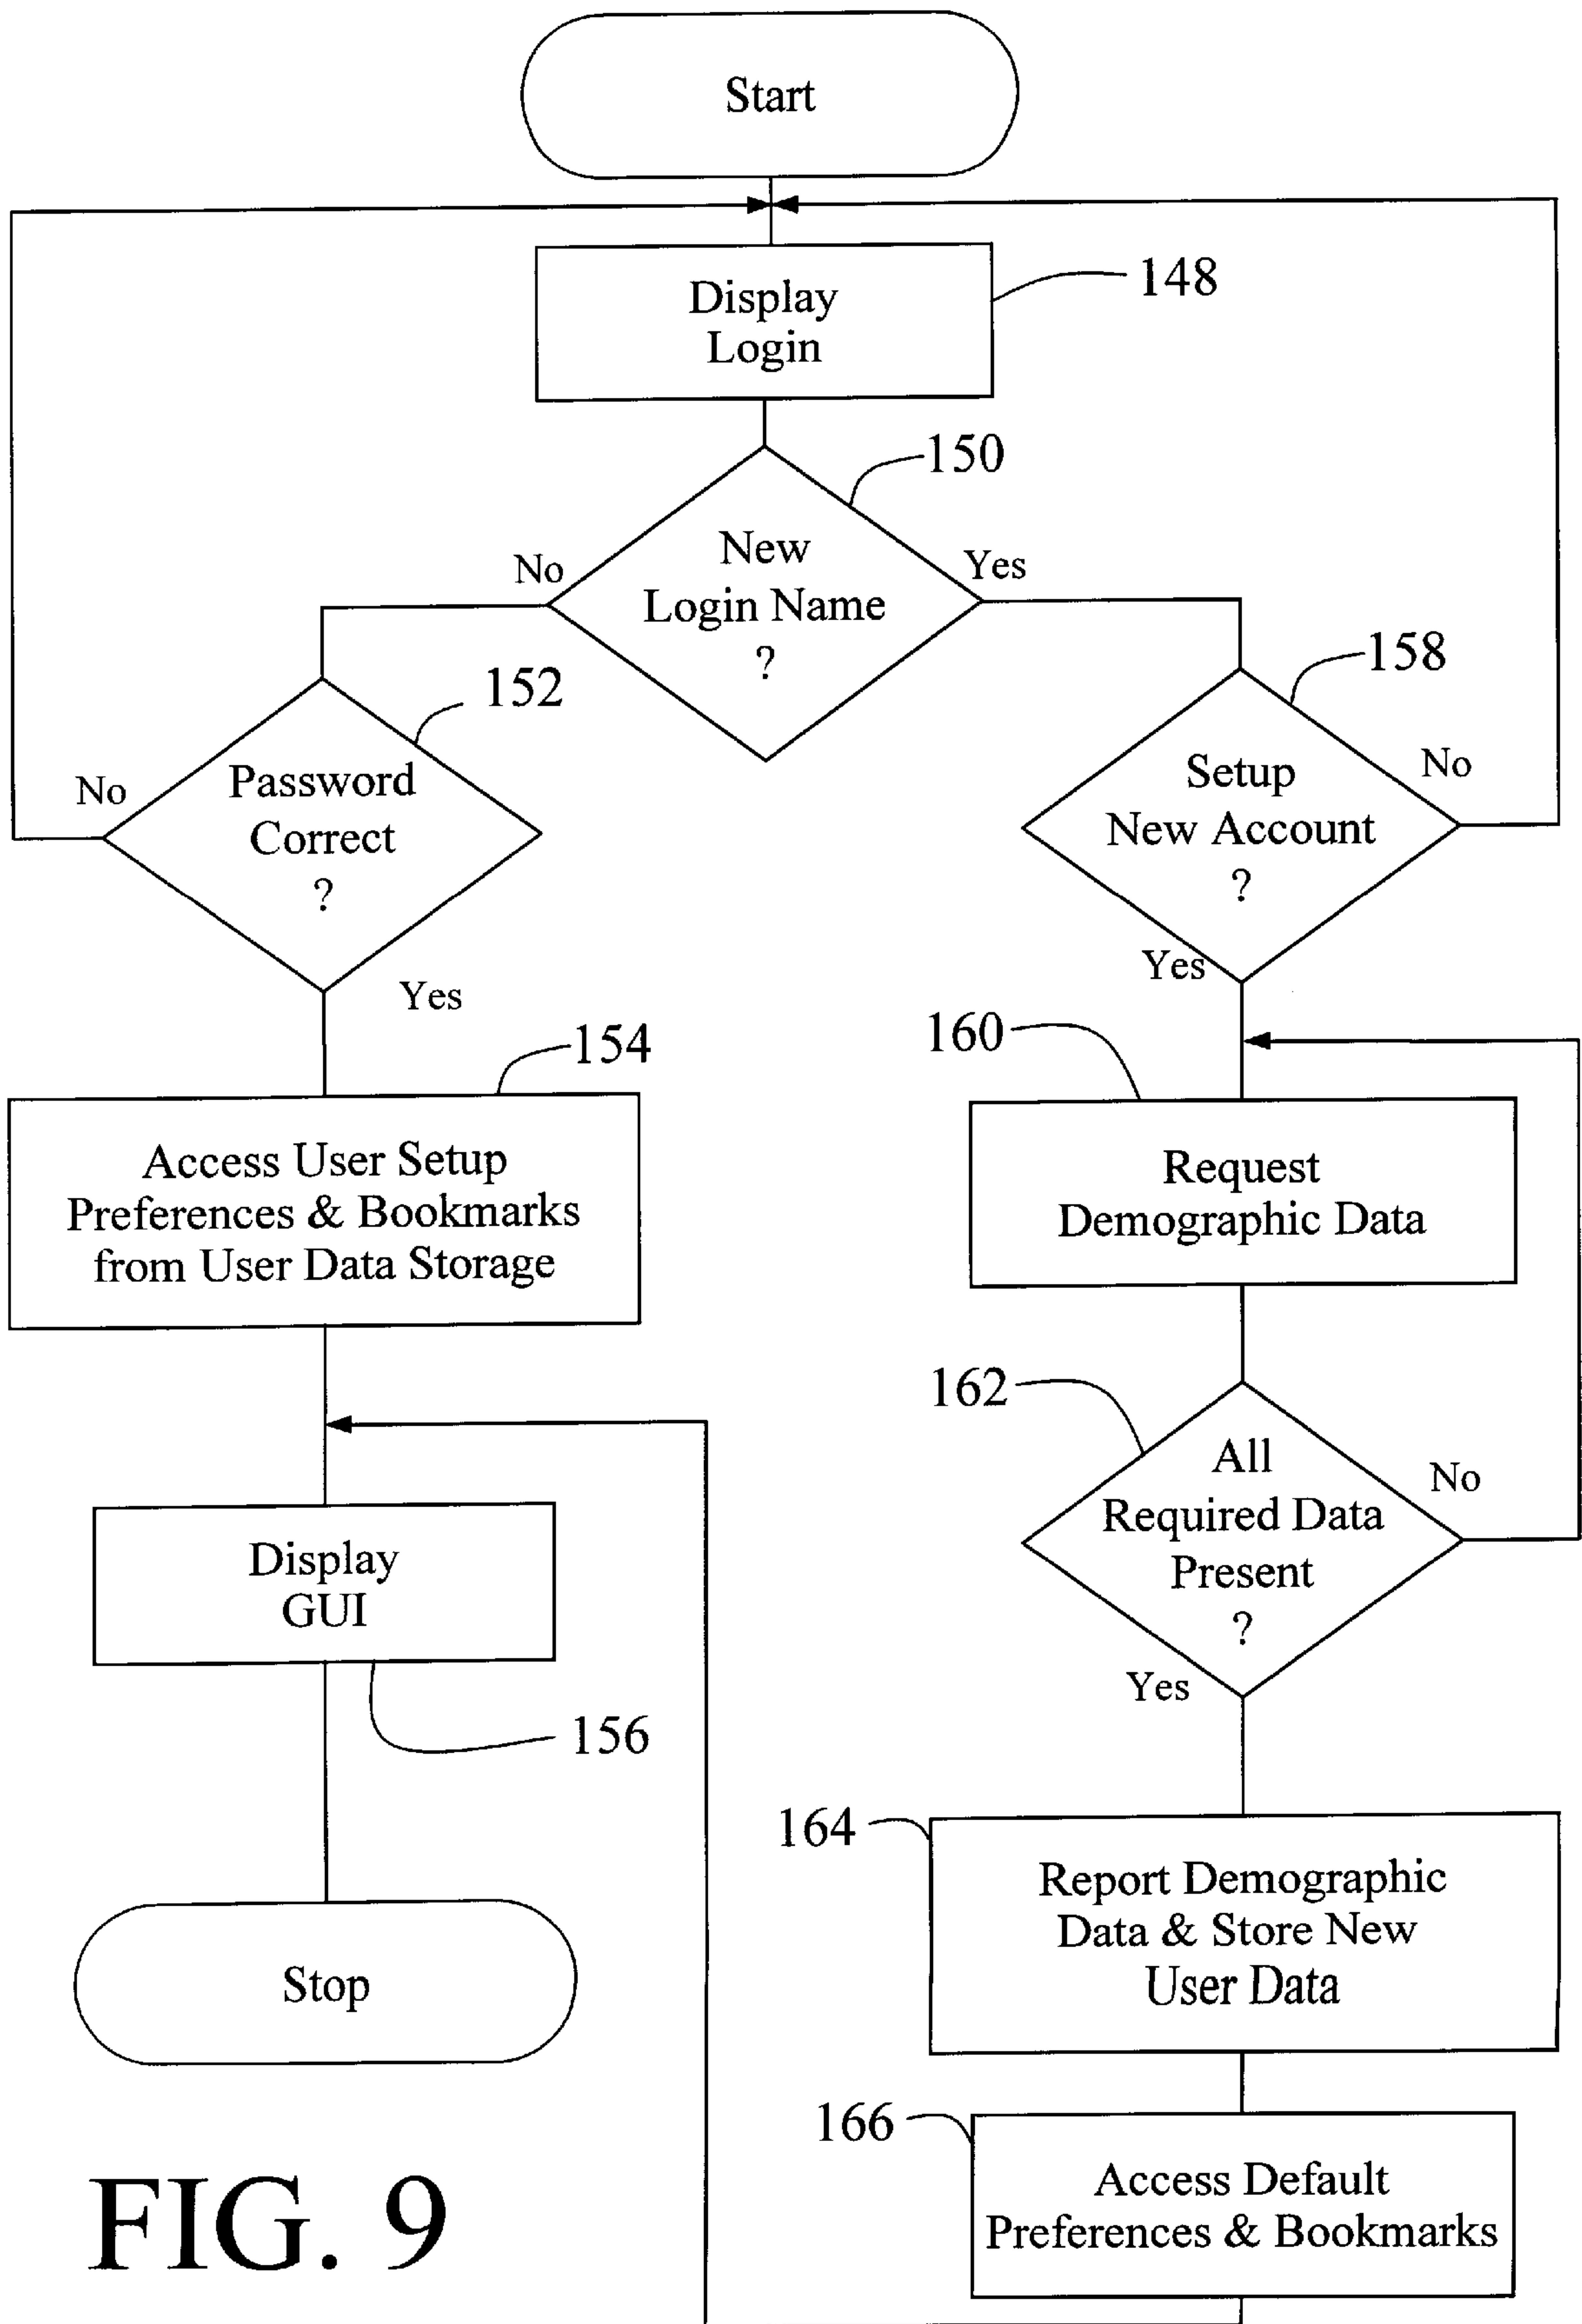 Start
Display
Login
148
150
New
Login Name
?
No
Yes
152
Password
Correct
?
No
Yes
158
Setup
New Account
?
No
Yes
154
Access User Setup
Preferences & Bookmarks
from User Data Storage
160
Request
Demographic Data
162
All
Required Data
Present
?
No
Yes
Display
GUI
156
164
Report Demographic
Data & Store New
User Data
Stop
166
Access Default
Preferences & Bookmarks
FIG. 9